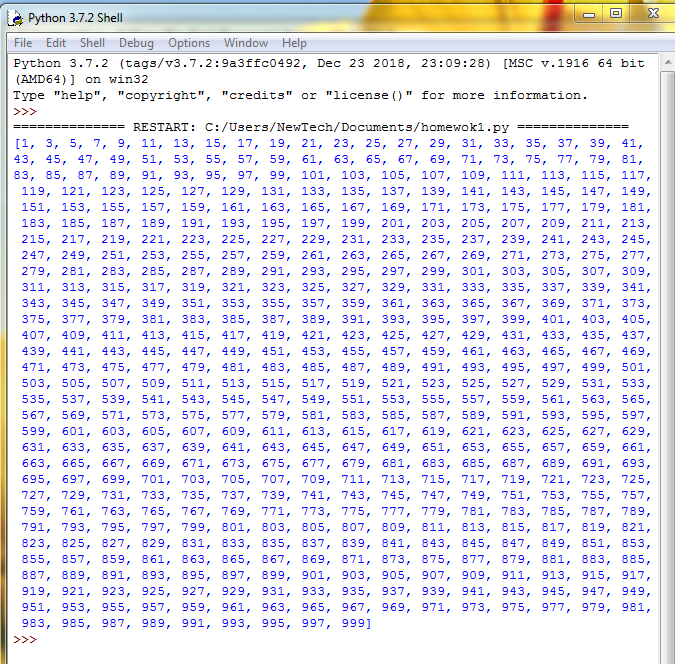 Python 3.7.2 Shell
File Edit Shell Debug Options Window Help
Python 3.7.2 (tags/v3.7.2:9a3ffc0492, Dec 23 2018, 23:09:28) [MSC v.1916 64 bit
(AMD64)] on win32
Type "help", "copyright", "credits" or "license()" for more information.
>>>
============== RESTART: C:/Users/NewTech/Documents/homewok1.py ==============
[1, 3, 5, 7, 9, 11, 13, 15, 17, 19, 21, 23, 25, 27, 29, 31, 33, 35, 37, 39, 41,
43, 45, 47, 49, 51, 53, 55, 57, 59, 61, 63, 65, 67, 69, 71, 73, 75, 77, 79, 81,
83, 85, 87, 89, 91, 93, 95, 97, 99, 101, 103, 105, 107, 109, 111, 113, 115, 117,
119, 121, 123, 125, 127, 129, 131, 133, 135, 137, 139, 141, 143, 145, 147, 149,
151, 153, 155, 157, 159, 161, 163, 165, 167, 169, 171, 173, 175, 177, 179, 181,
183, 185, 187, 189, 191, 193, 195, 197, 199, 201, 203, 205, 207, 209, 211, 213,
215, 217, 219, 221, 223, 225, 227, 229, 231, 233, 235, 237, 239, 241, 243, 245,
247, 249, 251, 253, 255, 257, 259, 261, 263, 265, 267, 269, 271, 273, 275, 277,
279, 281, 283, 285, 287, 289, 291, 293, 295, 297, 299, 301, 303, 305, 307, 309,
311, 313, 315, 317, 319, 321, 323, 325, 327, 329, 331, 333, 335, 337, 339, 341,
343, 345, 347, 349, 351, 353, 355, 357, 359, 361, 363, 365, 367, 369, 371, 373,
375, 377, 379, 381, 383, 385, 387, 389, 391, 393, 395, 397, 399, 401, 403, 405,
407, 409, 411, 413, 415, 417, 419, 421, 423, 425, 427, 429, 431, 433, 435, 437,
439, 441, 443, 445, 447, 449, 451, 453, 455, 457, 459, 461, 463, 465, 467, 469,
471, 473, 475, 477, 479, 481, 483, 485, 487, 489, 491, 493, 495, 497, 499, 501,
503, 505, 507, 509, 511, 513, 515, 517, 519, 521, 523, 525, 527, 529, 531, 533,
535, 537, 539, 541, 543, 545, 547, 549, 551, 553, 555, 557, 559, 561, 563, 565,
567, 569, 571, 573, 575, 577, 579, 581, 583, 585, 587, 589, 591, 593, 595, 597,
599, 601, 603, 605, 607, 609, 611, 613, 615, 617, 619, 621, 623, 625, 627, 629,
631, 633, 635, 637, 639, 641, 643, 645, 647, 649, 651, 653, 655, 657, 659, 661,
663, 665, 667, 669, 671, 673, 675, 677, 679, 681, 683, 685, 687, 689, 691, 693,
695, 697, 699, 701, 703, 705, 707, 709, 711, 713, 715, 717, 719, 721, 723, 725,
727, 729, 731, 733, 735, 737, 739, 741, 743, 745, 747, 749, 751, 753, 755, 757,
759, 761, 763, 765, 767, 769, 771, 773, 775, 777, 779, 781, 783, 785, 787, 789,
791, 793, 795, 797, 799, 801, 803, 805, 807, 809, 811, 813, 815, 817, 819, 821,
823, 825, 827, 829, 831, 833, 835, 837, 839, 841, 843, 845, 847, 849, 851, 853,
855, 857, 859, 861, 863, 865, 867, 869, 871, 873, 875, 877, 879, 881, 883, 885,
887, 889, 891, 893, 895, 897, 899, 901, 903, 905, 907, 909, 911, 913, 915, 917,
919, 921, 923, 925, 927, 929, 931, 933, 935, 937, 939, 941, 943, 945, 947, 949,
951, 953, 955, 957, 959, 961, 963, 965, 967, 969, 971, 973, 975, 977, 979, 981,
983, 985, 987, 989, 991, 993, 995, 997, 999]
>>>